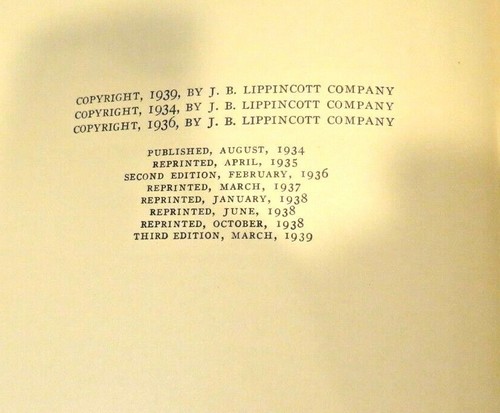 COPYRIGHT, 1939, BY J. B. LIPPINCOTT COMPANY
COPYRIGHT, 1934, BY J. B. LIPPINCOTT COMPANY
COPYRIGHT, 1936, BY J. B. LIPPINCOTT COMPANY
PUBLISHED, AUGUST, 1934
REPRINTED, APRIL, 1935
SECOND EDITION, FEBRUARY, 1936
REPRINTED, MARCH, 1937
REPRINTED, JANUARY, 1938
REPRINTED, JUNE, 1938
REPRINTED, OCTOBER, 1938
THIRD EDITION, MARCH, 1939